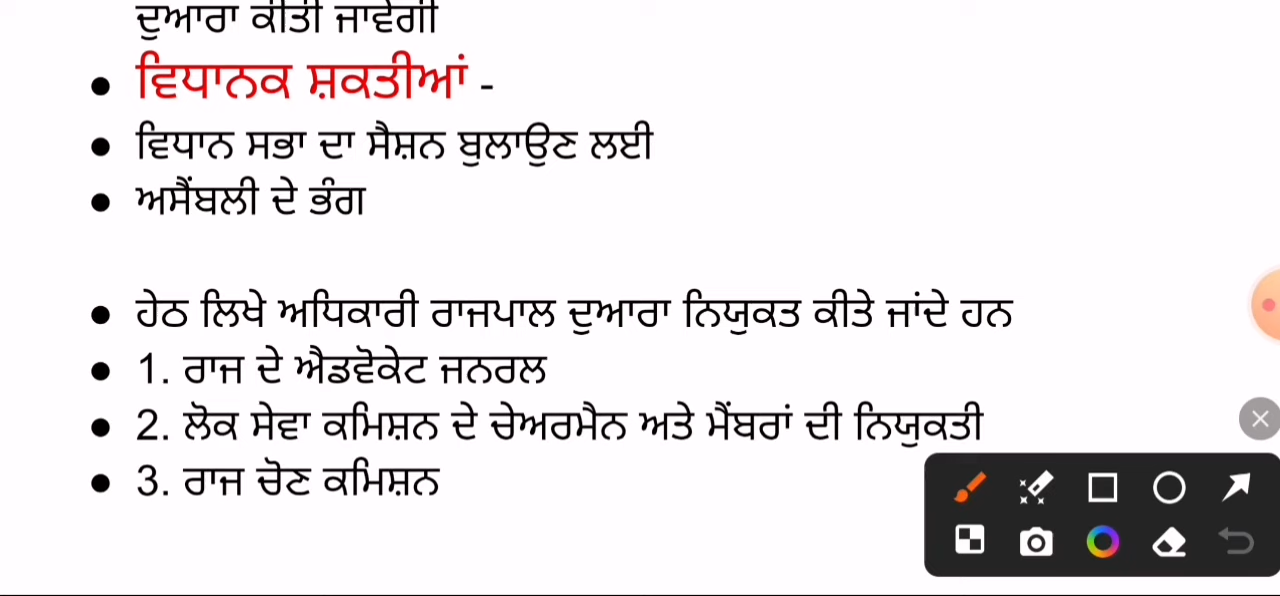 ਦੁਆਰਾ ਕੀਤੀ ਜਾਵੇਗੀ
● ਵਿਧਾਨਕ ਸ਼ਕਤੀਆਂ -
● ਵਿਧਾਨ ਸਭਾ ਦਾ ਸੈਸ਼ਨ ਬੁਲਾਉਣ ਲਈ
● ਅਸੈਂਬਲੀ ਦੇ ਭੰਗ
● ਹੇਠ ਲਿਖੇ ਅਧਿਕਾਰੀ ਰਾਜਪਾਲ ਦੁਆਰਾ ਨਿਯੁਕਤ ਕੀਤੇ ਜਾਂਦੇ ਹਨ
● 1. ਰਾਜ ਦੇ ਐਡਵੋਕੇਟ ਜਨਰਲ
● 2. ਲੋਕ ਸੇਵਾ ਕਮਿਸ਼ਨ ਦੇ ਚੇਅਰਮੈਨ ਅਤੇ ਮੈਂਬਰਾਂ ਦੀ ਨਿਯੁਕਤੀ
● 3. ਰਾਜ ਚੋਣ ਕਮਿਸ਼ਨ